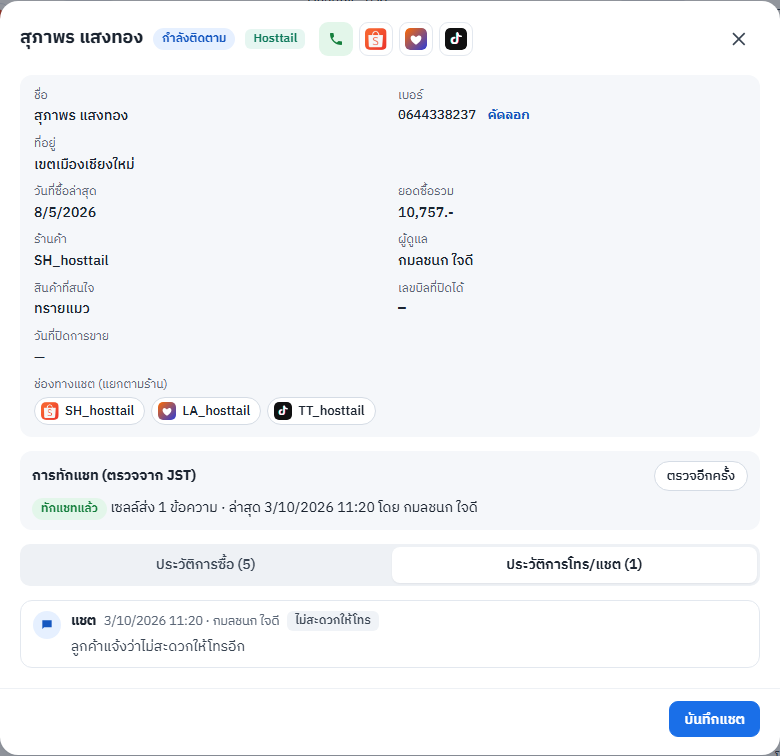 สุภาพร แสงทอง กำลังติดตาม Hosttail
ชื่อ
สุภาพร แสงทอง
เบอร์
0644338237 คัดลอก
ที่อยู่
เขตเมืองเชียงใหม่
วันที่ซื้อล่าสุด
8/5/2026
ยอดซื้อรวม
10,757.-
ร้านค้า
SH_hosttail
ผู้ดูแล
กมลชนก ใจดี
สินค้าที่สนใจ
ทรายแมว
เลขบิลที่ปิดได้
–
วันที่ปิดการขาย
—
ช่องทางแชต (แยกตามร้าน)
SH_hosttail LA_hosttail TT_hosttail
การทักแชท (ตรวจจาก JST)
ตรวจอีกครั้ง
ทักแชทแล้ว เซลล์ส่ง 1 ข้อความ · ล่าสุด 3/10/2026 11:20 โดย กมลชนก ใจดี
ประวัติการซื้อ (5) ประวัติการโทร/แชต (1)
แชต 3/10/2026 11:20 · กมลชนก ใจดี ไม่สะดวกให้โทร
ลูกค้าแจ้งว่าไม่สะดวกให้โทรอีก
บันทึกแชต